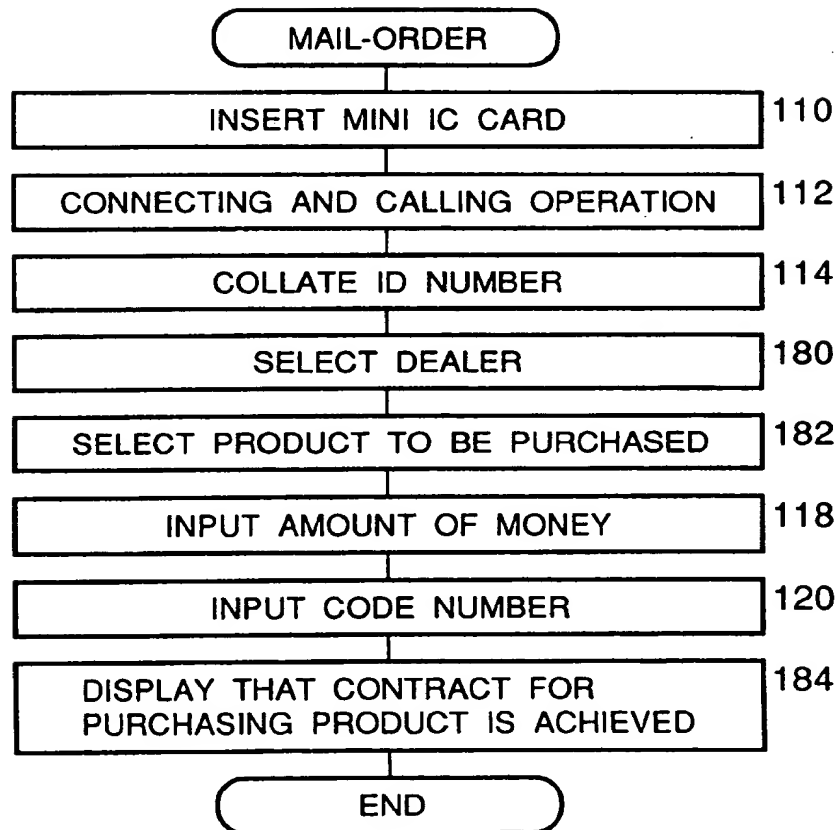 MAIL-ORDER
INSERT MINI IC CARD 110
CONNECTING AND CALLING OPERATION 112
COLLATE ID NUMBER 114
SELECT DEALER 180
SELECT PRODUCT TO BE PURCHASED 182
INPUT AMOUNT OF MONEY 118
INPUT CODE NUMBER 120
DISPLAY THAT CONTRACT FOR 184
PURCHASING PRODUCT IS ACHIEVED
END